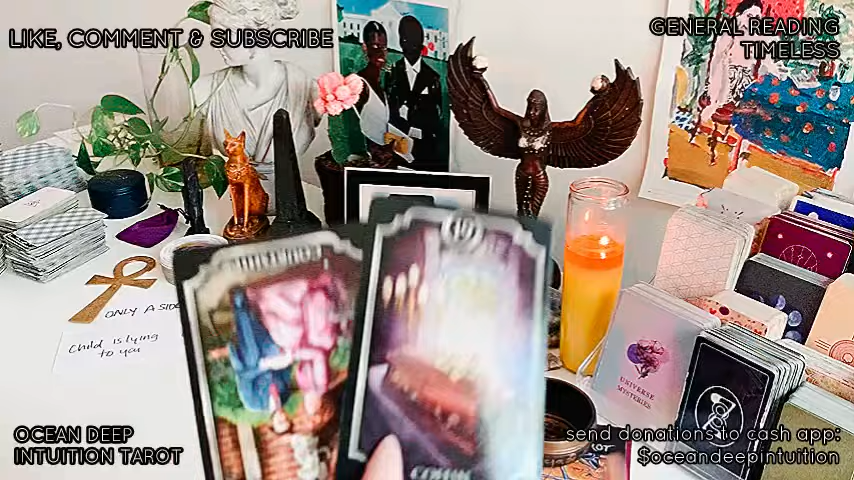 LIKE, COMMENT & SUBSCRIBE
GENERAL READING
TIMELESS
ONLY A SIDE
Child is lying
to you
UNIVERSE
MYSTERIES
COFFIN
OCEAN DEEP
INTUITION TAROT
send donations to cash app:
$oceandeepintuition